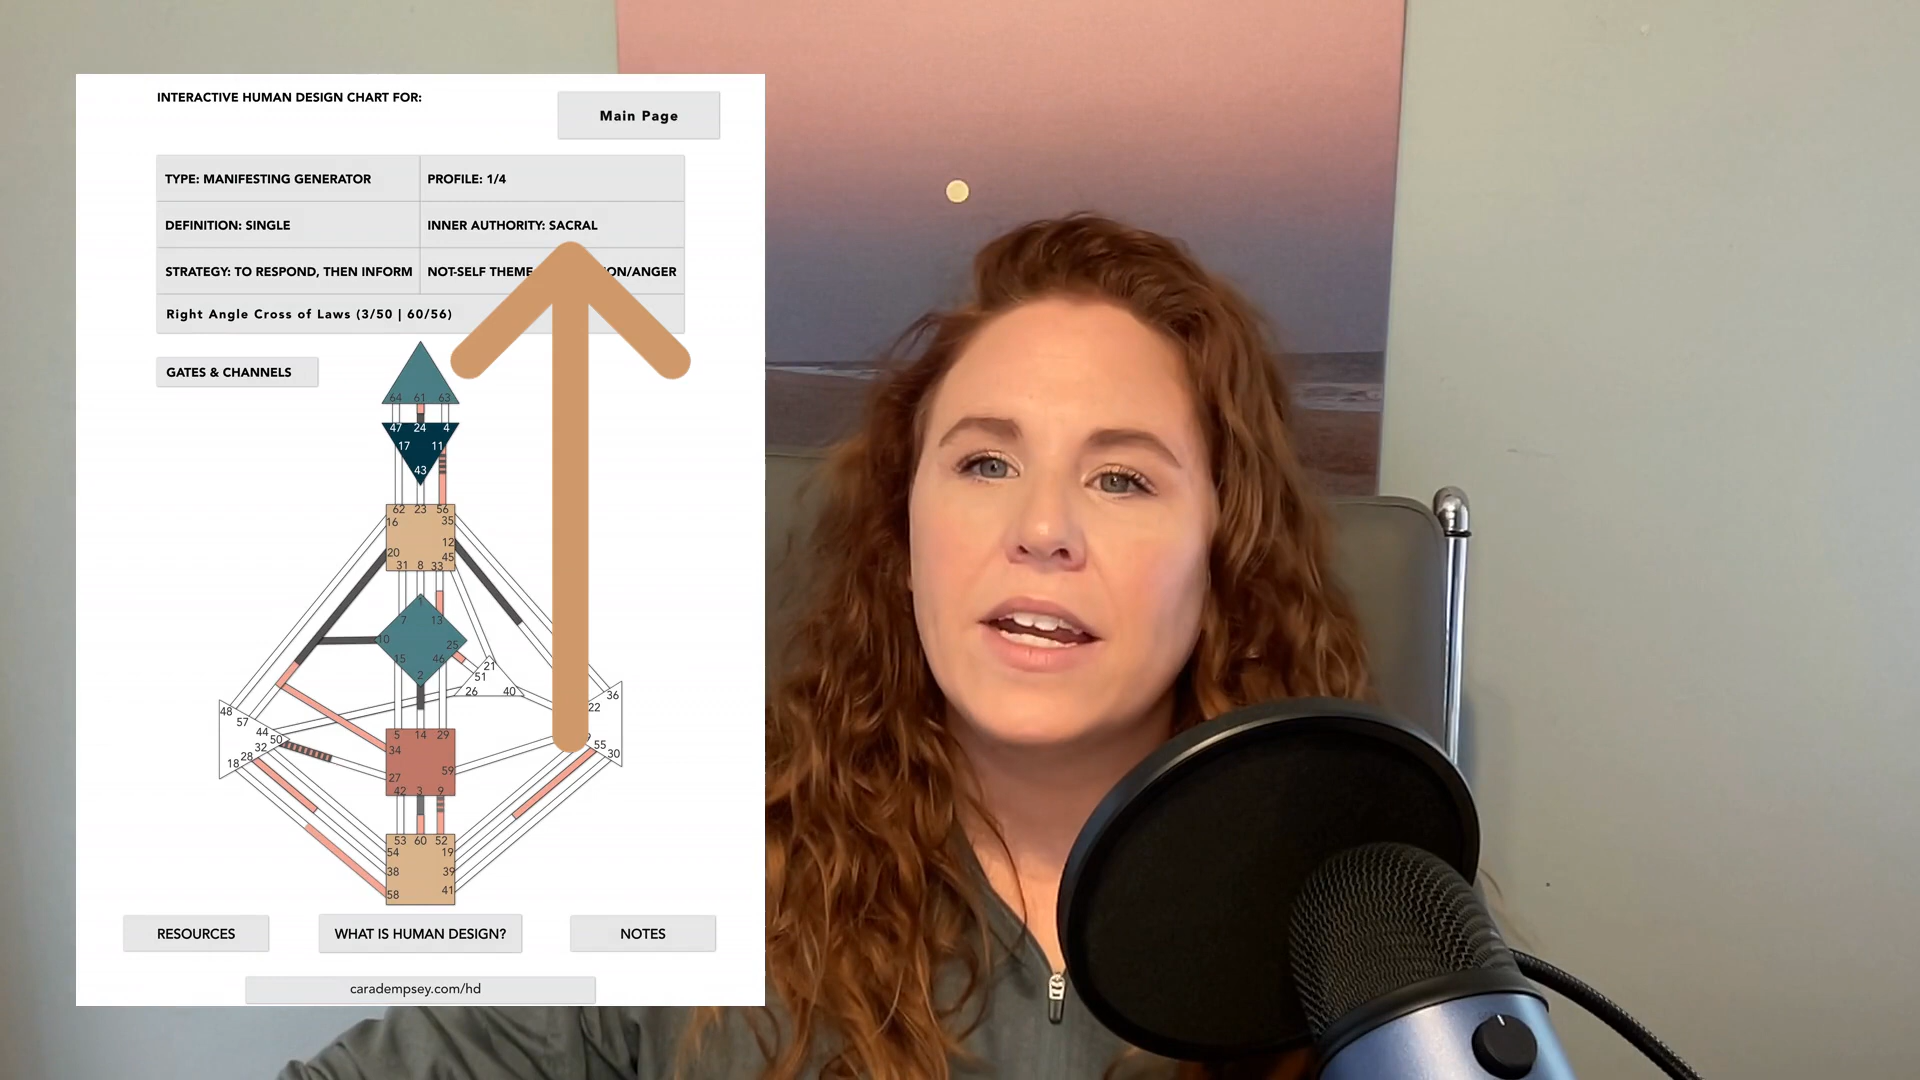 INTERACTIVE HUMAN DESIGN CHART FOR:
Main Page
TYPE: MANIFESTING GENERATOR
PROFILE: 1/4
DEFINITION: SINGLE
INNER AUTHORITY: SACRAL
STRATEGY: TO RESPOND, THEN INFORM
NOT-SELF THEME ON/ANGER
Right Angle Cross of Laws (3/50 | 60/56)
GATES & CHANNELS
64 61 63
47 24 4
17 11
43
62 23 56
16 35
12
20 45
31 8 33
1
7 13
10 25
15 46
21
2 51
26 40
36
48 22
57
44 50
32 55
28 30
18
5 14 29
34
59
27
42 3 9
53 60 52
54 19
38 39
41
58
RESOURCES
WHAT IS HUMAN DESIGN?
NOTES
caradempsey.com/hd